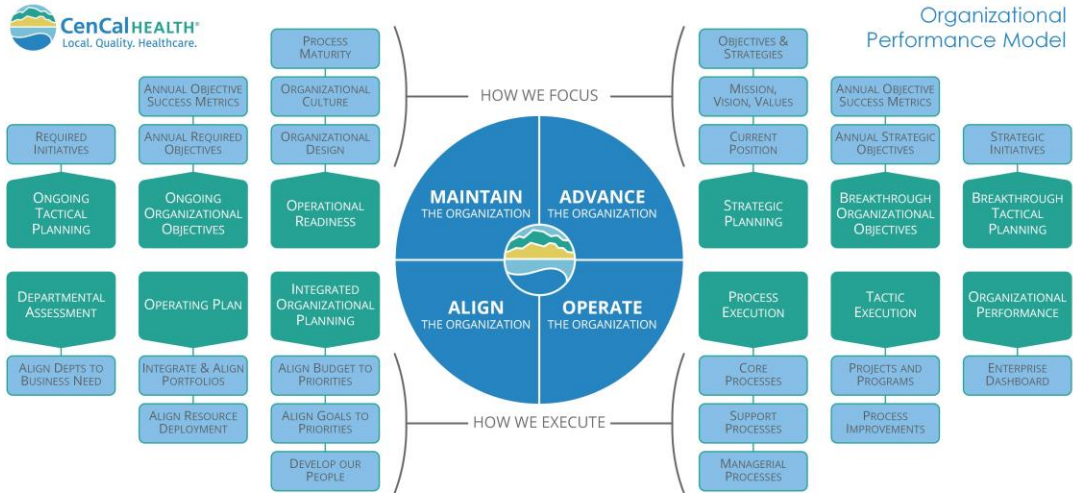 CenCal HEALTH®
Local. Quality. Healthcare.
Organizational
Performance Model
HOW WE FOCUS
PROCESS
MATURITY
ANNUAL OBJECTIVE
SUCCESS METRICS
ORGANIZATIONAL
CULTURE
REQUIRED
INITIATIVES
ANNUAL REQUIRED
OBJECTIVES
ORGANIZATIONAL
DESIGN
ONGOING
TACTICAL
PLANNING
ONGOING
ORGANIZATIONAL
OBJECTIVES
OPERATIONAL
READINESS
MAINTAIN
THE ORGANIZATION
ADVANCE
THE ORGANIZATION
OBJECTIVES &
STRATEGIES
MISSION,
VISION, VALUES
ANNUAL OBJECTIVE
SUCCESS METRICS
CURRENT
POSITION
ANNUAL STRATEGIC
OBJECTIVES
STRATEGIC
INITIATIVES
STRATEGIC
PLANNING
BREAKTHROUGH
ORGANIZATIONAL
OBJECTIVES
BREAKTHROUGH
TACTICAL
PLANNING
DEPARTMENTAL
ASSESSMENT
OPERATING PLAN
INTEGRATED
ORGANIZATIONAL
PLANNING
ALIGN
THE ORGANIZATION
OPERATE
THE ORGANIZATION
PROCESS
EXECUTION
TACTIC
EXECUTION
ORGANIZATIONAL
PERFORMANCE
ALIGN DEPTS TO
BUSINESS NEED
INTEGRATE & ALIGN
PORTFOLIOS
ALIGN BUDGET TO
PRIORITIES
ALIGN RESOURCE
DEPLOYMENT
ALIGN GOALS TO
PRIORITIES
DEVELOP OUR
PEOPLE
HOW WE EXECUTE
CORE
PROCESSES
PROJECTS AND
PROGRAMS
ENTERPRISE
DASHBOARD
SUPPORT
PROCESSES
PROCESS
IMPROVEMENTS
MANAGERIAL
PROCESSES